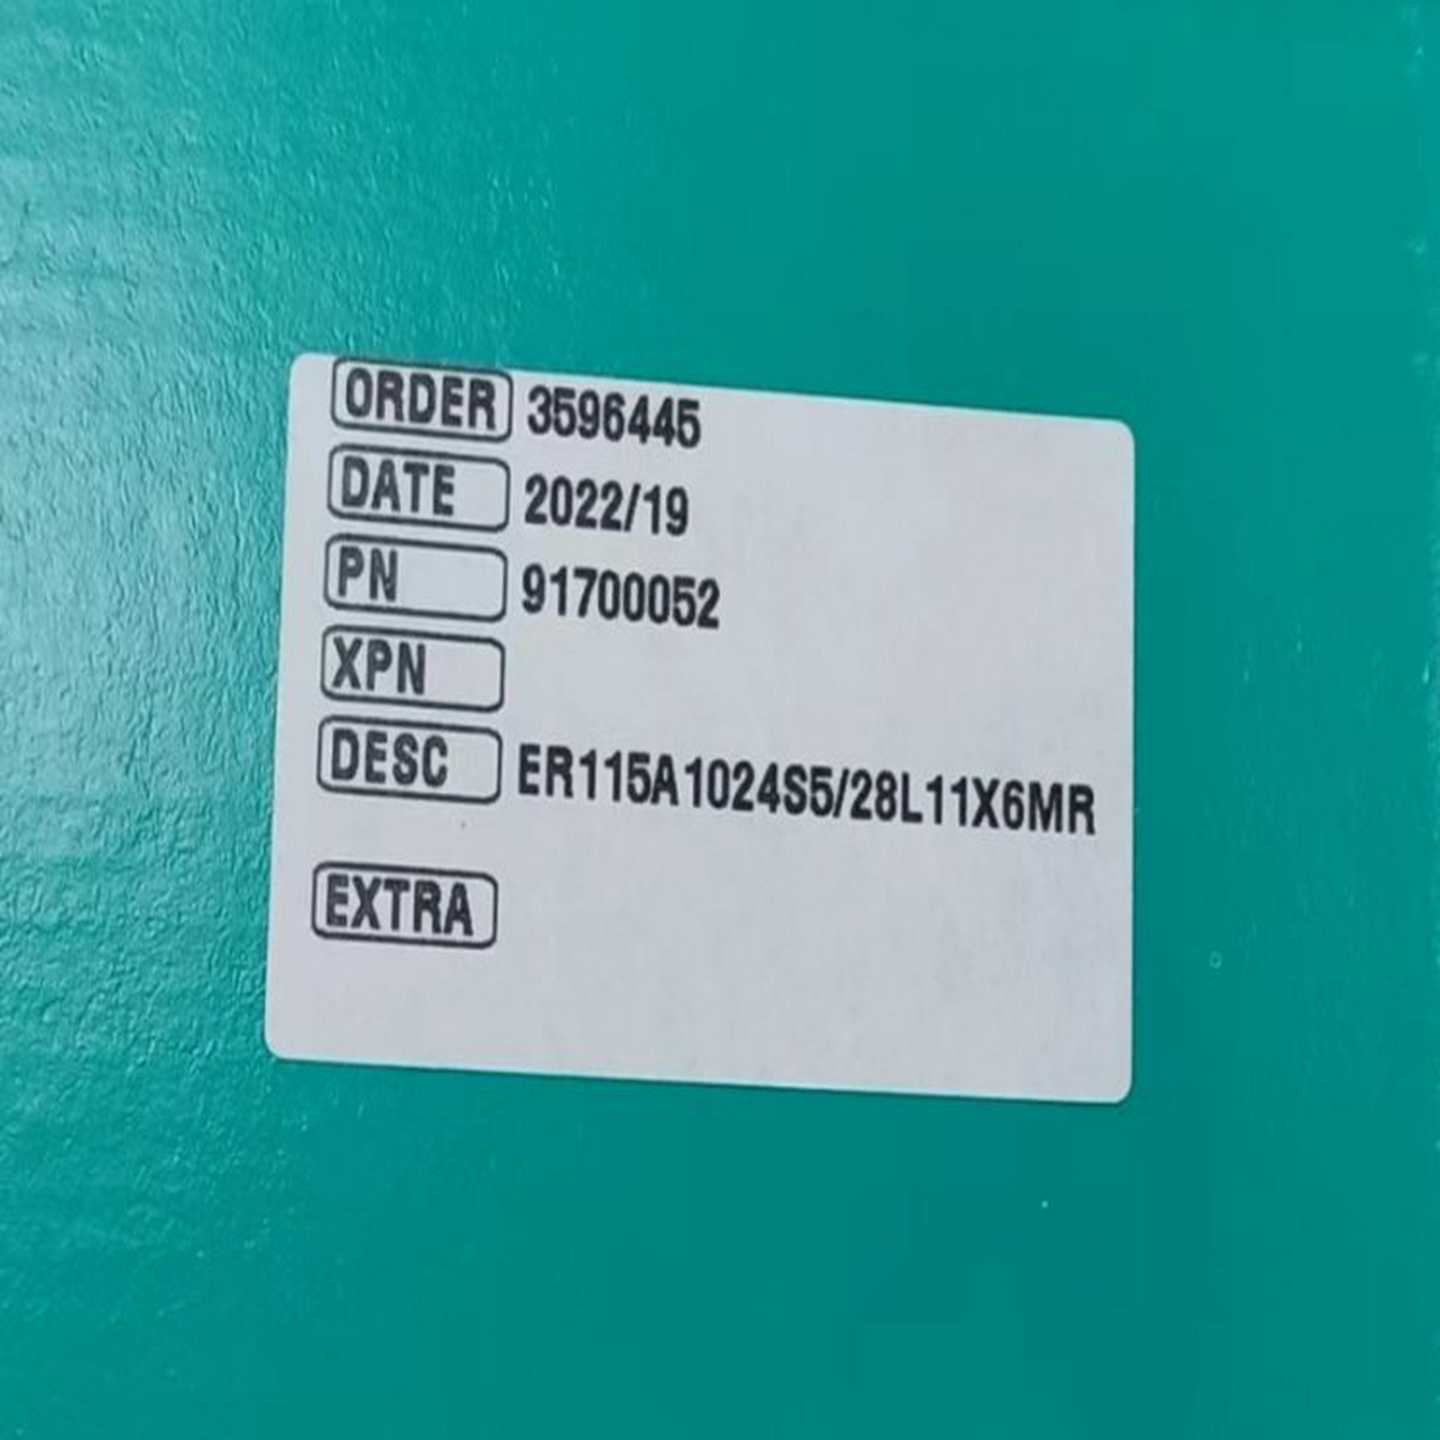 ORDER 3596445
DATE 2022/19
PN 91700052
XPN
DESC ER115A1024S5/28L11X6MR
EXTRA